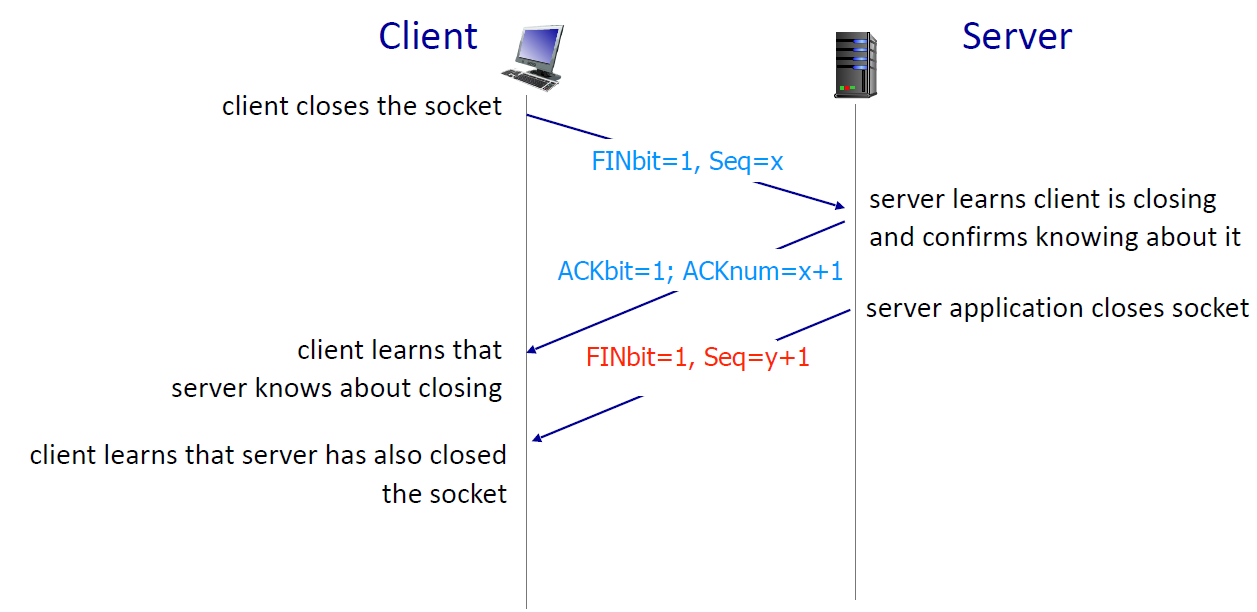 Client
Server
client closes the socket
FINbit=1, Seq=x
server learns client is closing
and confirms knowing about it
ACKbit=1; ACKnum=x+1
server application closes socket
client learns that
server knows about closing
FINbit=1, Seq=y+1
client learns that server has also closed
the socket